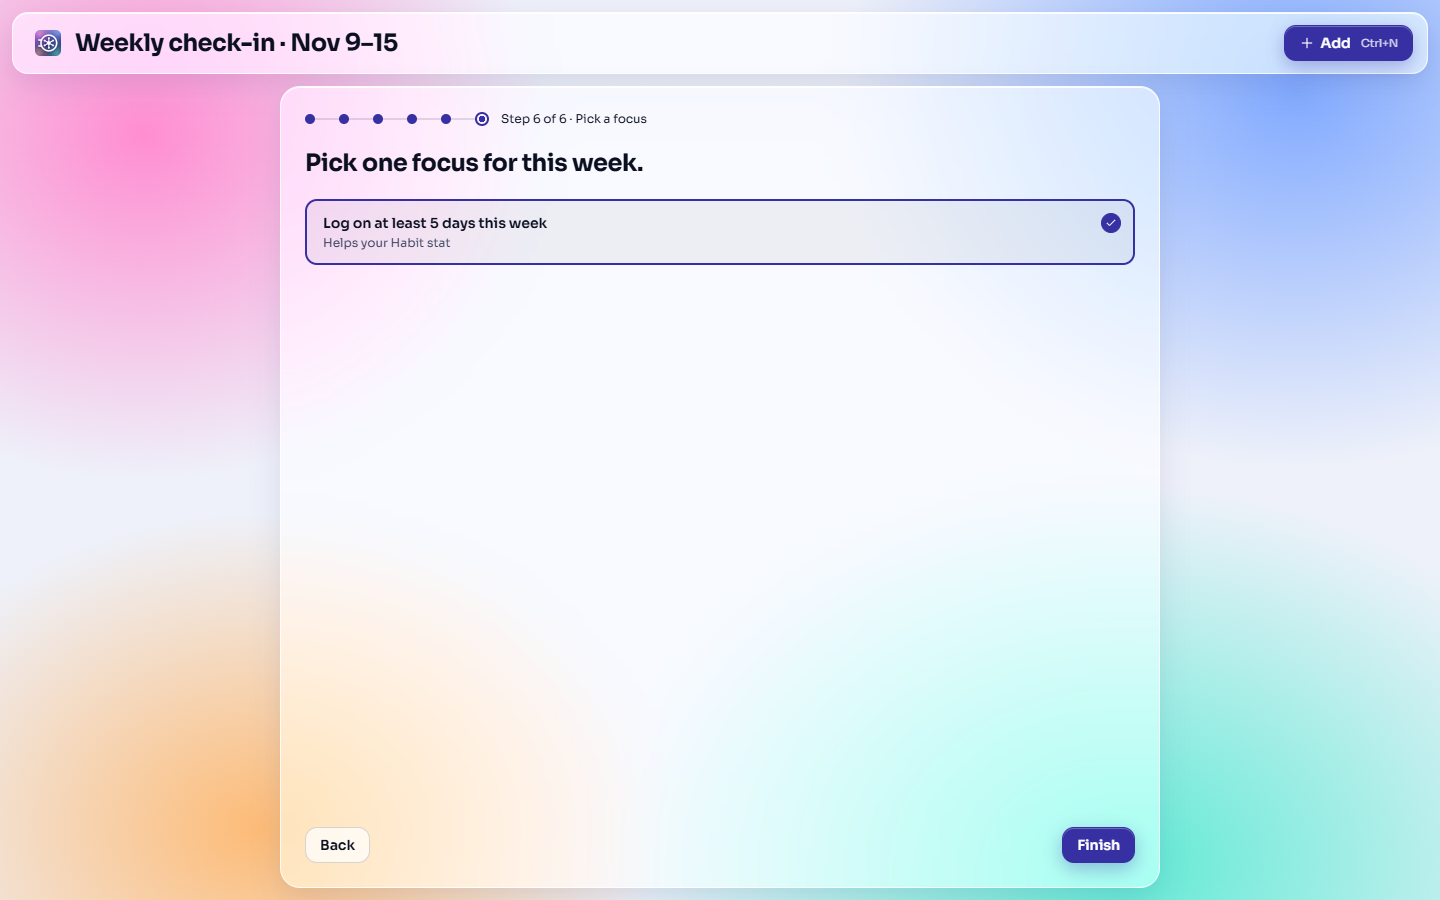 Weekly check-in · Nov 9–15
Add Ctrl+N
Step 6 of 6 · Pick a focus
Pick one focus for this week.
Log on at least 5 days this week
Helps your Habit stat
Back
Finish